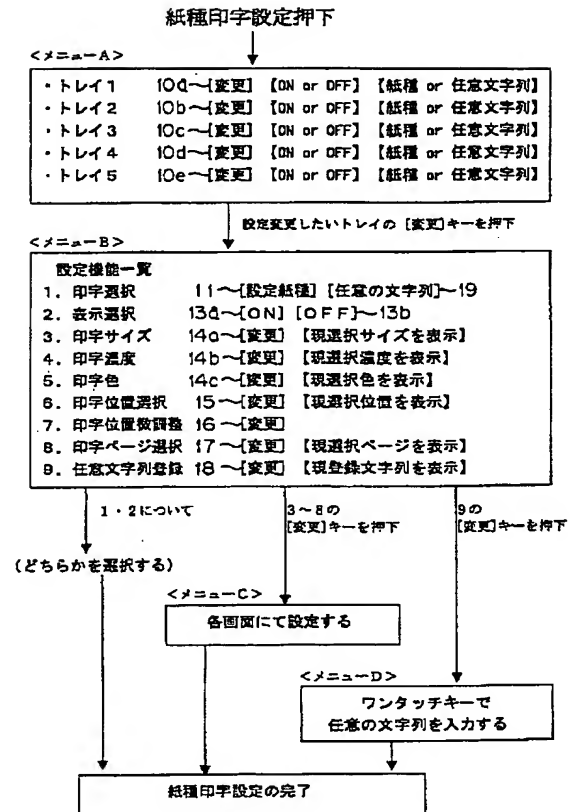 紙種印字設定押下
<メニューA>
・トレイ1 10a〜[変更] 【ON or OFF】 【紙種 or 任意文字列】
・トレイ2 10b〜[変更] 【ON or OFF】 【紙種 or 任意文字列】
・トレイ3 10c〜[変更] 【ON or OFF】 【紙種 or 任意文字列】
・トレイ4 10d〜[変更] 【ON or OFF】 【紙種 or 任意文字列】
・トレイ5 10e〜[変更] 【ON or OFF】 【紙種 or 任意文字列】
設定変更したいトレイの [変更]キーを押下
<メニューB>
設定機能一覧
1. 印字選択 11〜[設定紙種] [任意の文字列]〜19
2. 表示選択 13a〜[ON] [OFF]〜13b
3. 印字サイズ 14a〜[変更] 【現選択サイズを表示】
4. 印字濃度 14b〜[変更] 【現選択濃度を表示】
5. 印字色 14c〜[変更] 【現選択色を表示】
6. 印字位置選択 15〜[変更] 【現選択位置を表示】
7. 印字位置微調整 16〜[変更]
8. 印字ページ選択 17〜[変更] 【現選択ページを表示】
9. 任意文字列登録 18〜[変更] 【現登録文字列を表示】
1・2について
3〜8の
[変更]キーを押下
9の
[変更]キーを押下
(どちらかを選択する)
<メニューC>
各画面にて設定する
<メニューD>
ワンタッチキーで
任意の文字列を入力する
紙種印字設定の完了